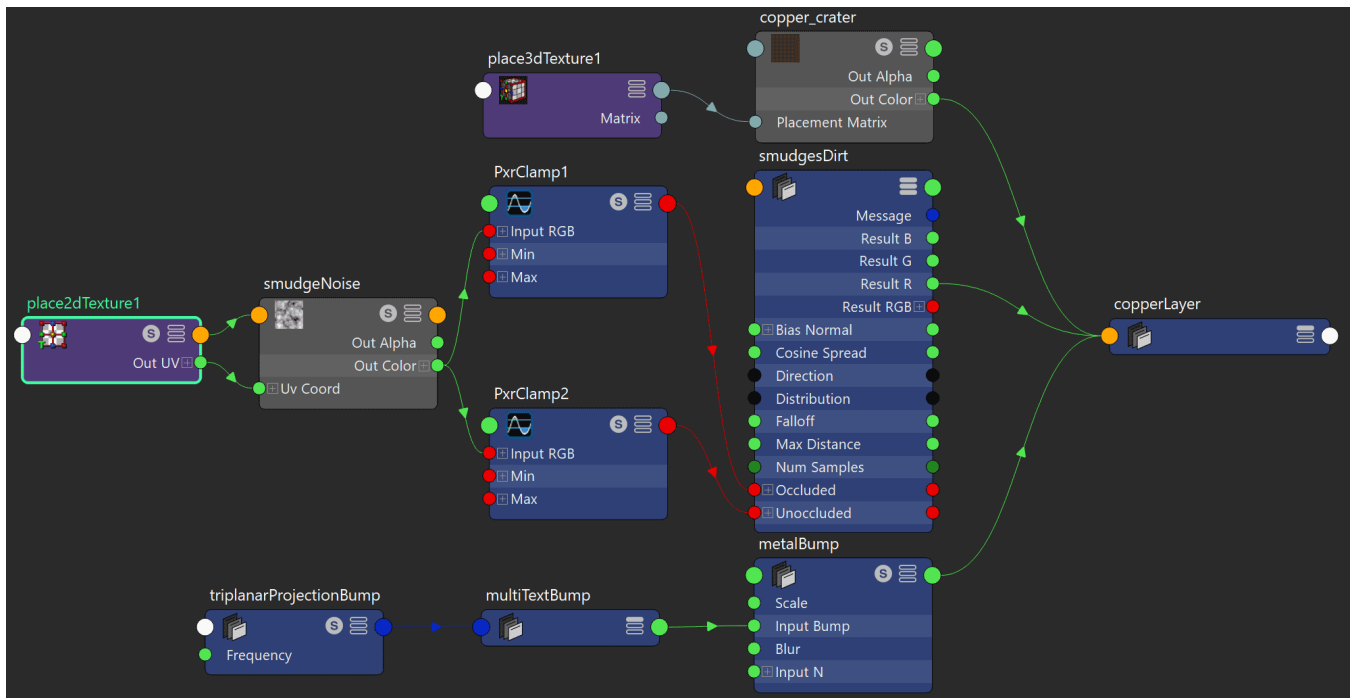 copper_crater
S
Out Alpha
Out Color
Placement Matrix
place3dTexture1
Matrix
smudgesDirt
Message
Result B
Result G
Result R
Result RGB
Bias Normal
Cosine Spread
Direction
Distribution
Falloff
Max Distance
Num Samples
Occluded
Unoccluded
PxrClamp1
S
Input RGB
Min
Max
smudgeNoise
S
Out Alpha
Out Color
Uv Coord
place2dTexture1
S
Out UV
copperLayer
PxrClamp2
S
Input RGB
Min
Max
metalBump
S
Scale
Input Bump
Blur
Input N
triplanarProjectionBump
S
Frequency
multiTextBump